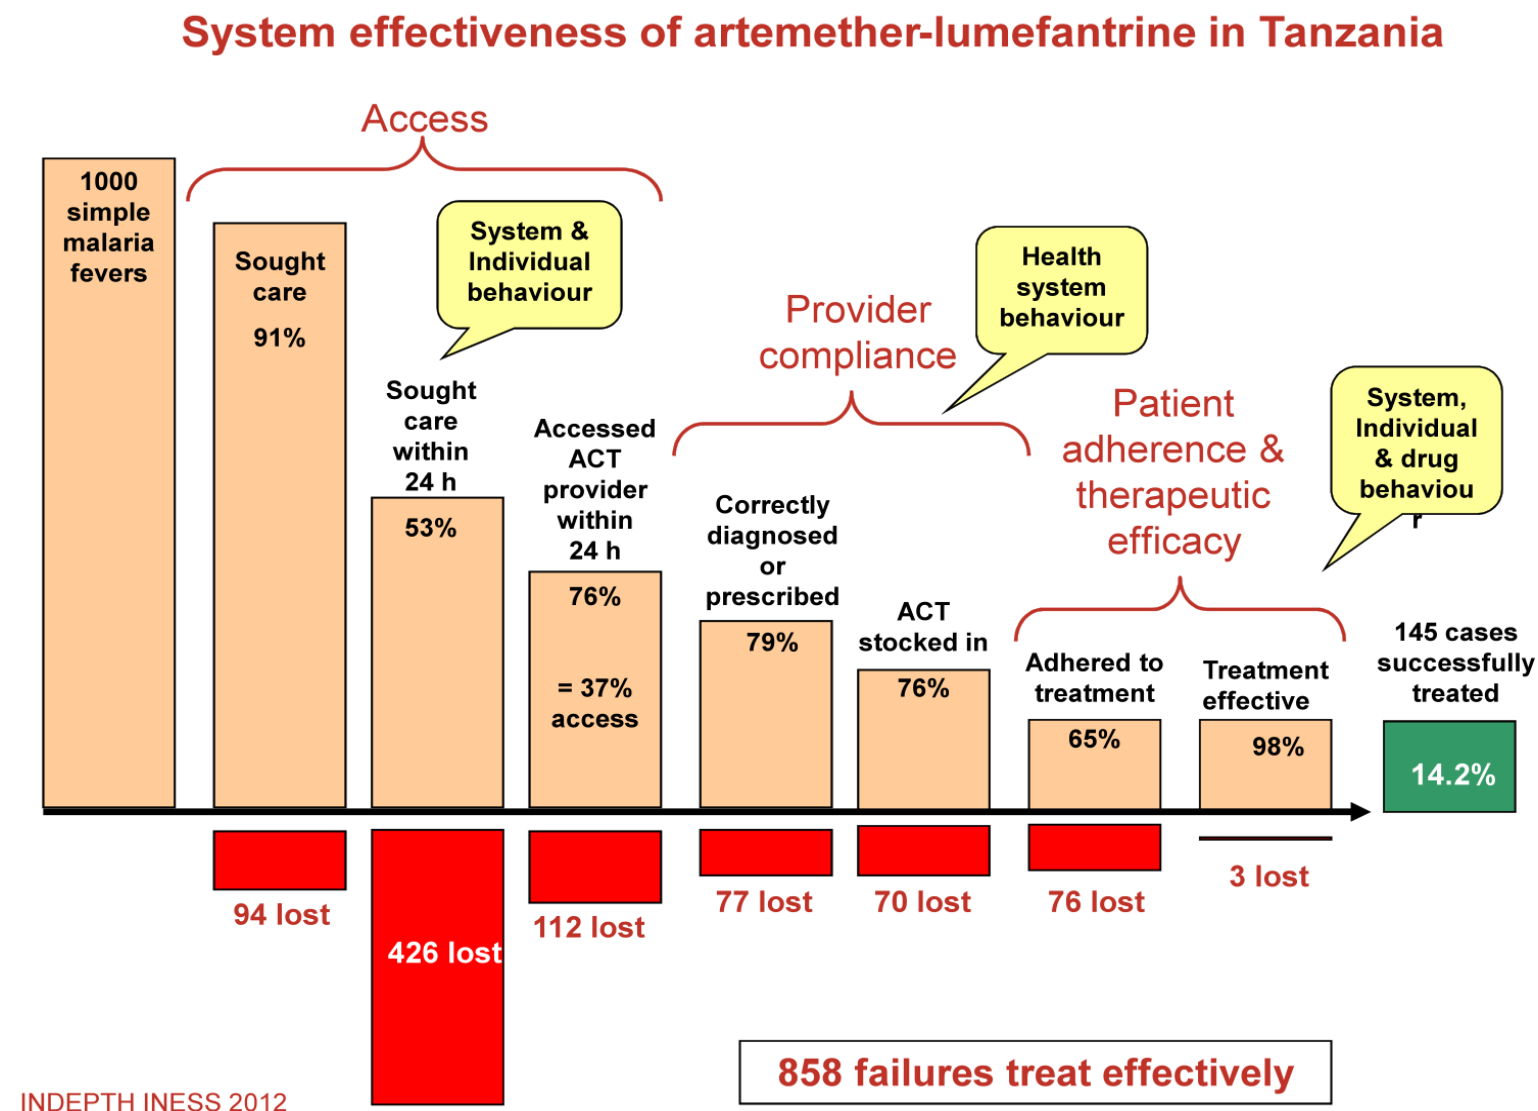 System effectiveness of artemether-lumefantrine in Tanzania
Access
1000
simple
malaria
fevers
Sought
care
91%
System &
Individual
behaviour
Sought
care
within
24 h
53%
Accessed
ACT
provider
within
24 h
76%
= 37%
access
Provider
compliance
Health
system
behaviour
Correctly
diagnosed
or
prescribed
79%
ACT
stocked in
76%
Patient
adherence &
therapeutic
efficacy
System,
Individual
& drug
behaviou
r
Adhered to
treatment
65%
Treatment
effective
98%
145 cases
successfully
treated
14.2%
94 lost
426 lost
112 lost
77 lost
70 lost
76 lost
3 lost
858 failures treat effectively
INDEPTH INESS 2012